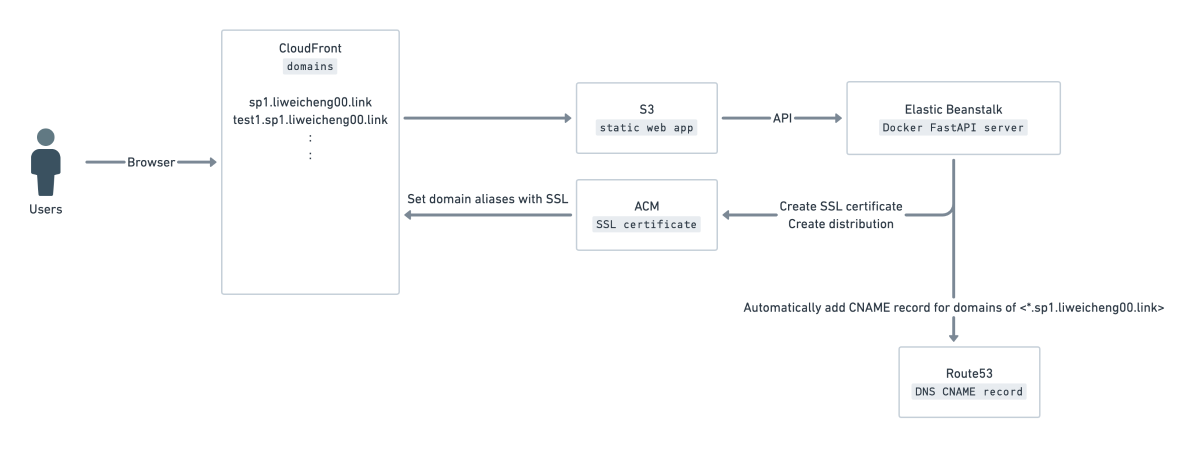 CloudFront
domains
sp1.liweicheng00.link
test1.sp1.liweicheng00.link
:
:
Users
Browser
S3
static web app
API
Elastic Beanstalk
Docker FastAPI server
Set domain aliases with SSL
ACM
SSL certificate
Create SSL certificate
Create distribution
Automatically add CNAME record for domains of <*.sp1.liweicheng00.link>
Route53
DNS CNAME record